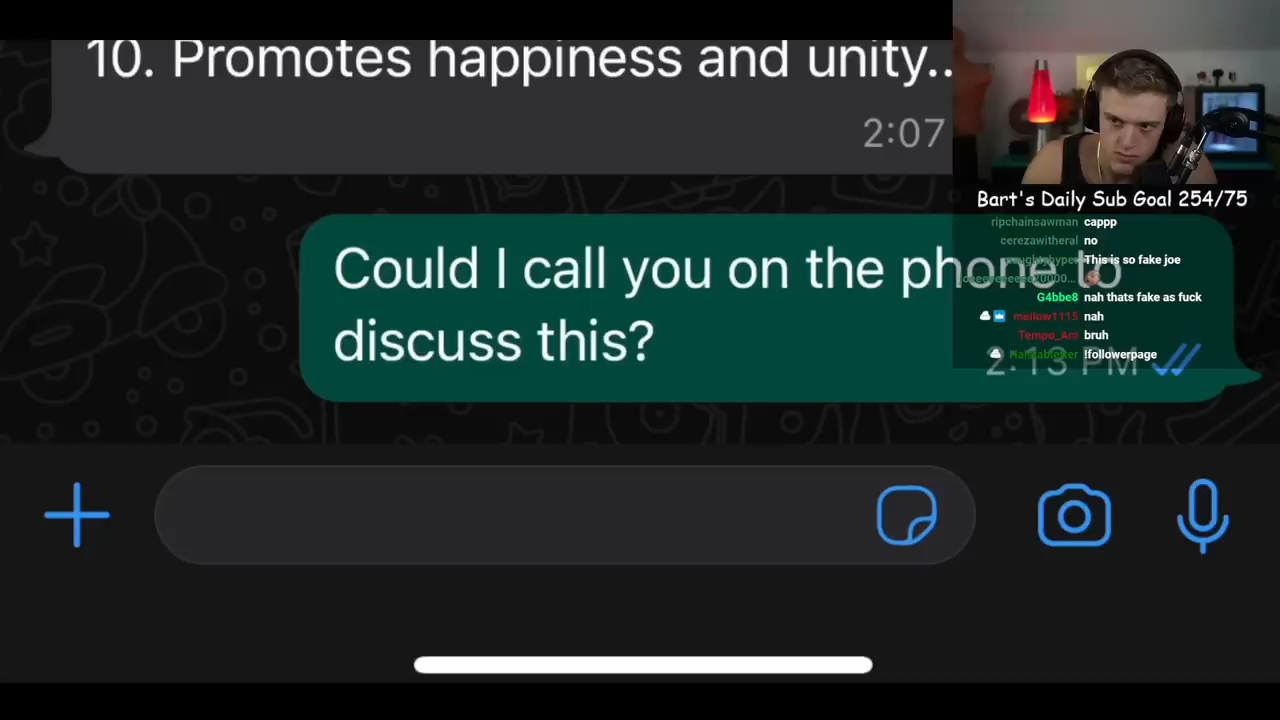 10. Promotes happiness and unity..
2:07
Could I call you on the phone to
discuss this?
2:13 PM
Bart's Daily Sub Goal 254/75
ripchainsawman cappp
cerezawitheral no
This is so fake joe
G4bbe8 nah thats fake as fuck
mellow1115 nah
Tempo_Ant bruh
!followerpage